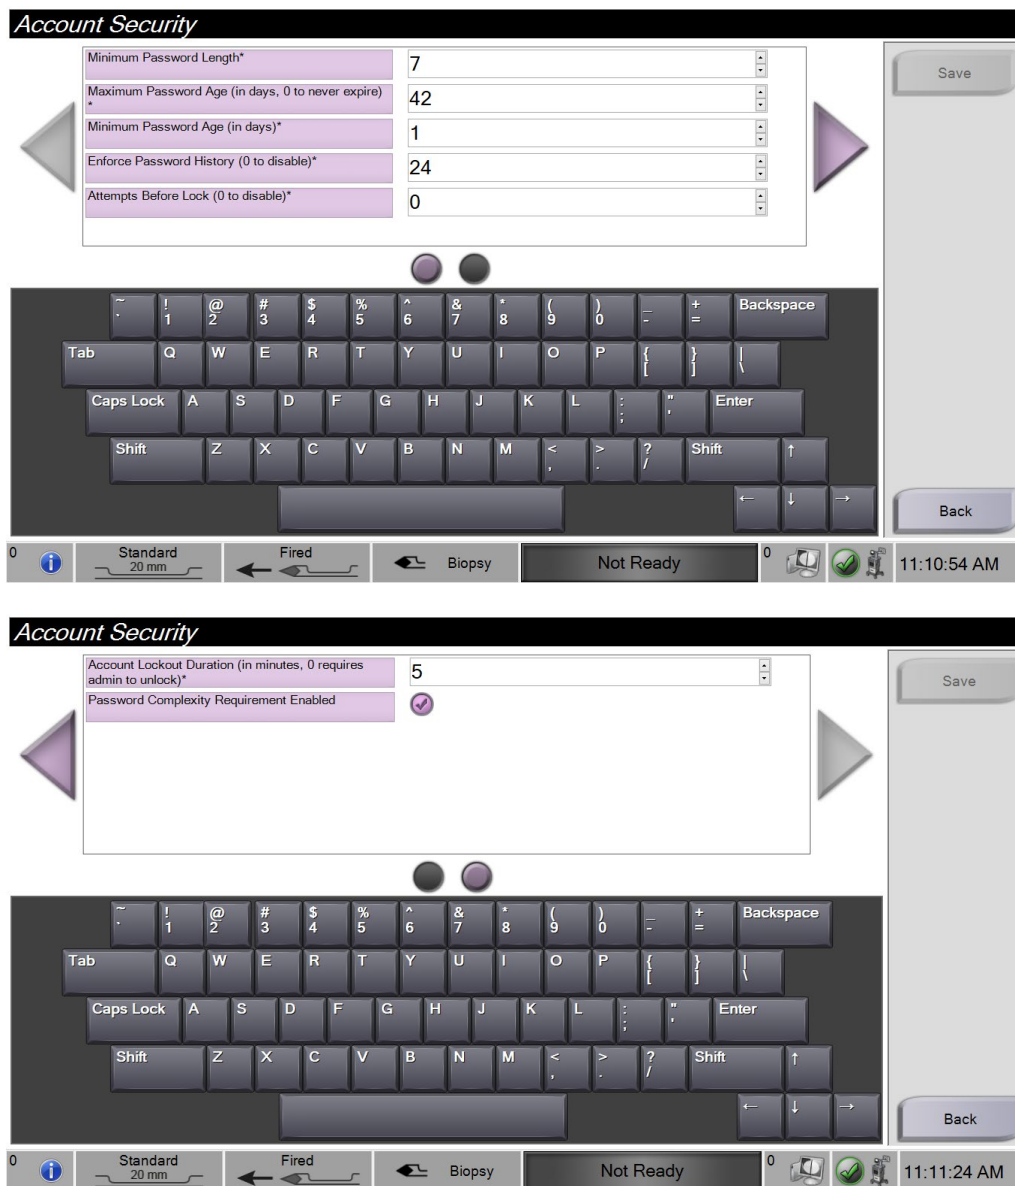 Account Security
Minimum Password Length*
7
Save
Maximum Password Age (in days, 0 to never expire)
*
42
Minimum Password Age (in days)*
1
Enforce Password History (0 to disable)*
24
Attempts Before Lock (0 to disable)*
0
~ ! @ # $ % ^ & * ( ) _ + Backspace
` 1 2 3 4 5 6 7 8 9 0 - =
Tab Q W E R T Y U I O P { } |
[ ] \
Caps Lock A S D F G H J K L : " Enter
; '
Shift Z X C V B N M < > ? Shift ↑
, . /
← ↓ →
Back
0 Standard Fired Biopsy Not Ready 0 11:10:54 AM
20 mm
Account Security
Account Lockout Duration (in minutes, 0 requires
admin to unlock)*
5
Save
Password Complexity Requirement Enabled
~ ! @ # $ % ^ & * ( ) _ + Backspace
` 1 2 3 4 5 6 7 8 9 0 - =
Tab Q W E R T Y U I O P { } |
[ ] \
Caps Lock A S D F G H J K L : " Enter
; '
Shift Z X C V B N M < > ? Shift ↑
, . /
← ↓ →
Back
0 Standard Fired Biopsy Not Ready 0 11:11:24 AM
20 mm